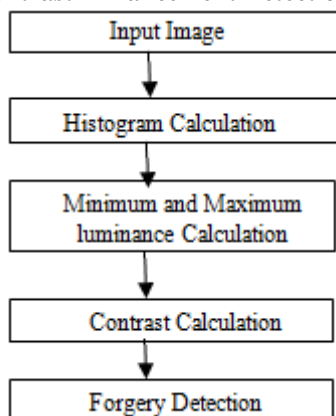 Input Image
Histogram Calculation
Minimum and Maximum
luminance Calculation
Contrast Calculation
Forgery Detection